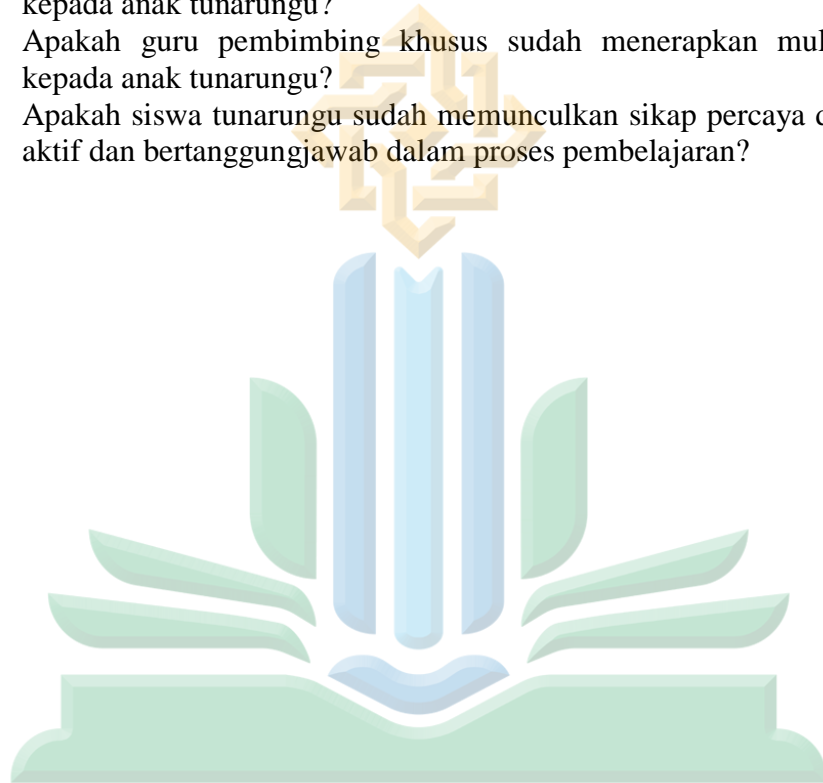 kepada anak tunarungu?
Apakah guru pembimbing khusus sudah menerapkan
kepada anak tunarungu?
Apakah siswa tunarungu sudah memunculkan sikap percaya
aktif dan bertanggungjawab dalam proses pembelajaran?